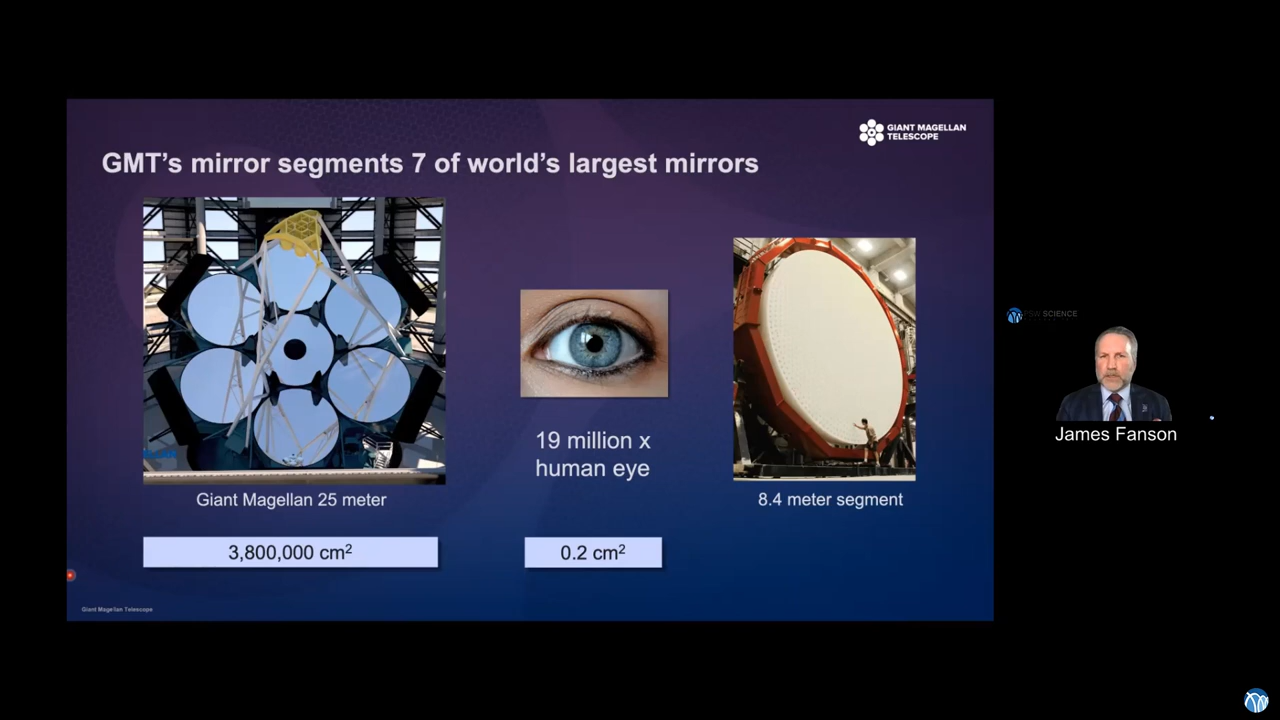 GIANT MAGELLAN
TELESCOPE
GMT’s mirror segments 7 of world’s largest mirrors
19 million x
human eye
Giant Magellan 25 meter
8.4 meter segment
3,800,000 cm²
0.2 cm²
Giant Magellan Telescope
PSW SCIENCE
James Fanson